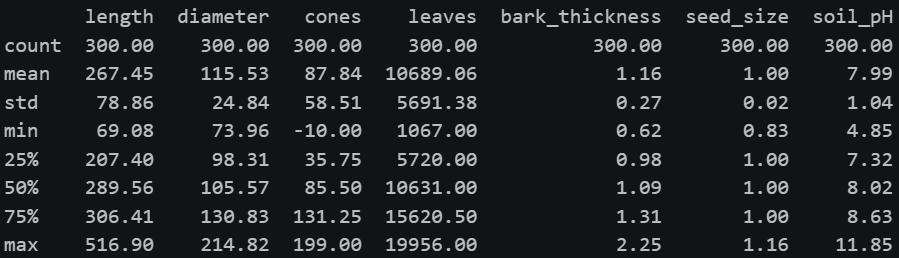 length diameter cones leaves bark_thickness seed_size soil_pH
count 300.00 300.00 300.00 300.00 300.00 300.00 300.00
mean 267.45 115.53 87.84 10689.06 1.16 1.00 7.99
std 78.86 24.84 58.51 5691.38 0.27 0.02 1.04
min 69.08 73.96 -10.00 1067.00 0.62 0.83 4.85
25% 207.40 98.31 35.75 5720.00 0.98 1.00 7.32
50% 289.56 105.57 85.50 10631.00 1.09 1.00 8.02
75% 306.41 130.83 131.25 15620.50 1.31 1.00 8.63
max 516.90 214.82 199.00 19956.00 2.25 1.16 11.85